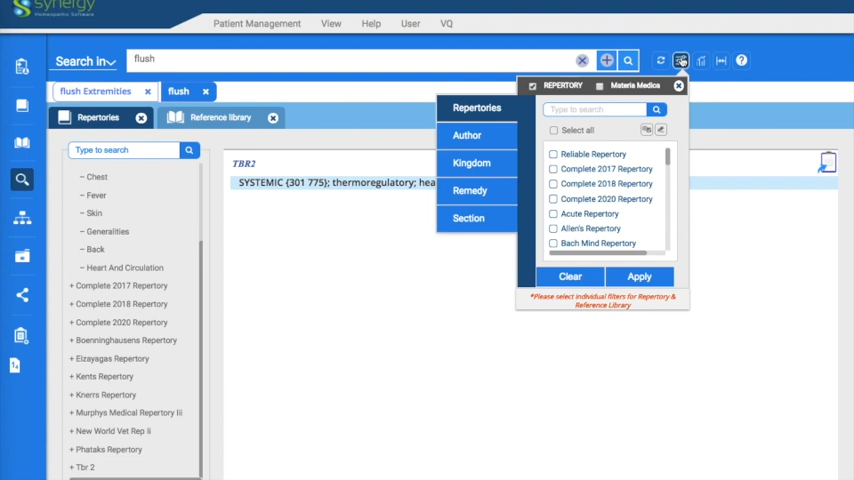 synergy
Homeopathic Software
Patient Management View Help User VQ
Search in
flush
flush Extremities ×
flush ×
REPERTORY Materia Medica
Repertories
Reference library
Repertories
Author
Kingdom
Remedy
Section
Type to search
Select all
Reliable Repertory
Complete 2017 Repertory
Complete 2018 Repertory
Complete 2020 Repertory
Acute Repertory
Allen's Repertory
Bach Mind Repertory
Clear
Apply
*Please select individual filters for Repertory &
Reference Library
Type to search
– Chest
– Fever
– Skin
– Generalities
– Back
– Heart And Circulation
+ Complete 2017 Repertory
+ Complete 2018 Repertory
+ Complete 2020 Repertory
+ Boenninghausens Repertory
+ Eizayagas Repertory
+ Kents Repertory
+ Knerrs Repertory
+ Murphys Medical Repertory Iii
+ New World Vet Rep Ii
+ Phataks Repertory
+ Tbr 2
TBR2
SYSTEMIC {301 775}; thermoregulatory; hea